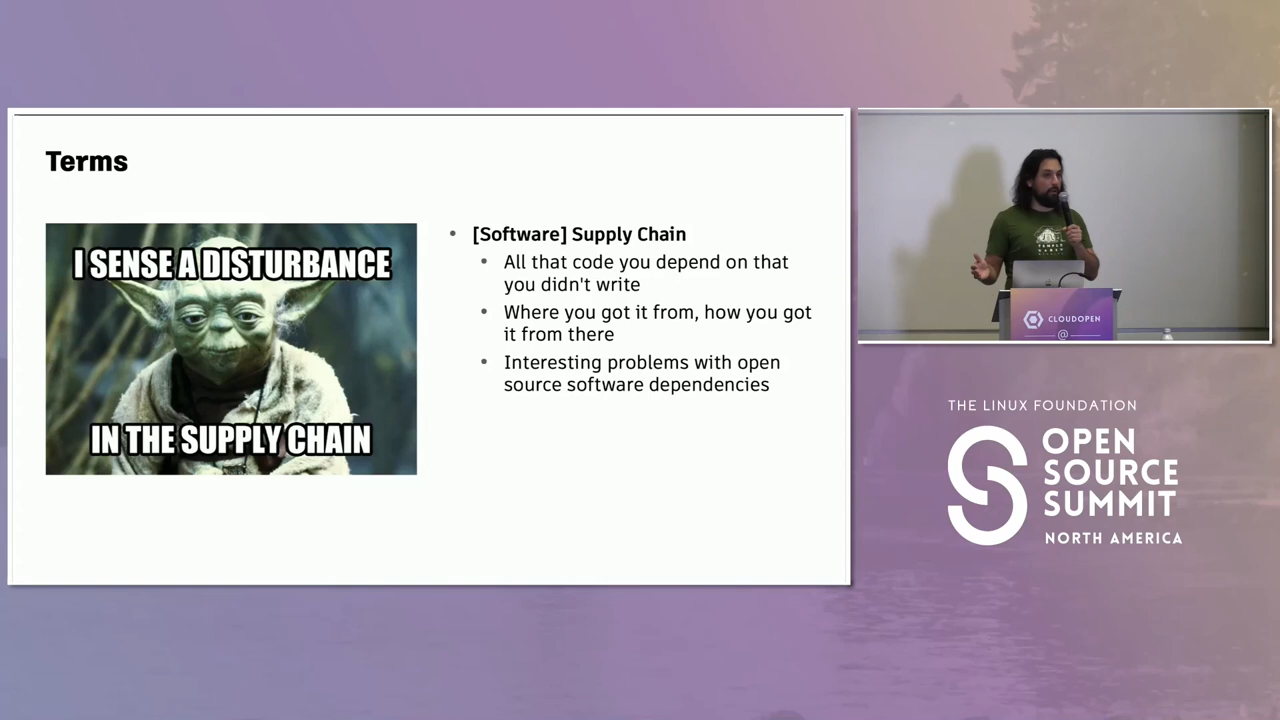 Terms
I SENSE A DISTURBANCE
IN THE SUPPLY CHAIN
[Software] Supply Chain
All that code you depend on that
you didn't write
Where you got it from, how you got
it from there
Interesting problems with open
source software dependencies
CLOUDOPEN
@
THE LINUX FOUNDATION
OPEN
SOURCE
SUMMIT
NORTH AMERICA